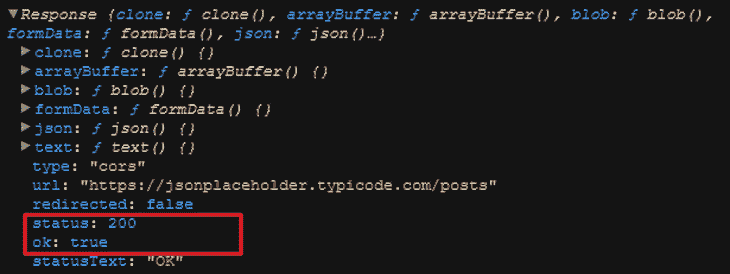 ▼Response {clone: ƒ clone(), arrayBuffer: ƒ arrayBuffer(), blob: ƒ blob(),
formData: ƒ formData(), json: ƒ json()…}
▶clone: ƒ clone() {}
▶arrayBuffer: ƒ arrayBuffer() {}
▶blob: ƒ blob() {}
▶formData: ƒ formData() {}
▶json: ƒ json() {}
▶text: ƒ text() {}
type: "cors"
url: "https://jsonplaceholder.typicode.com/posts"
redirected: false
status: 200
ok: true
statusText: "OK"